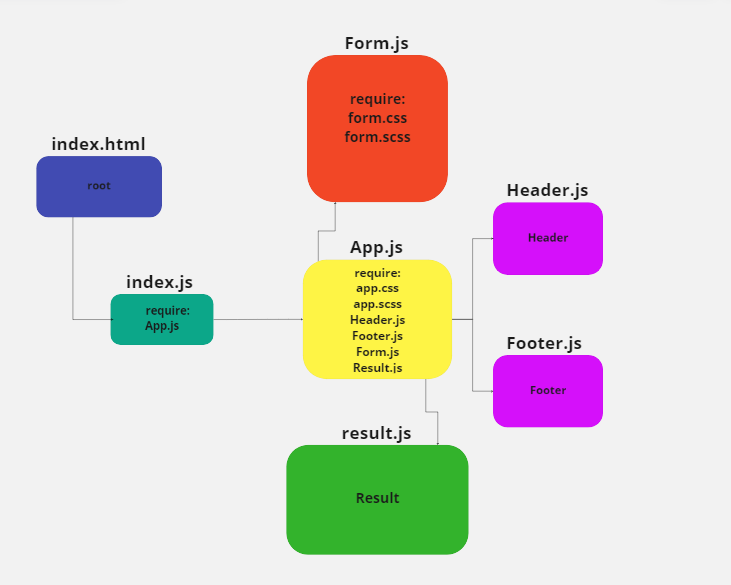 Form.js
require:
form.css
form.scss
index.html
root
Header.js
Header
App.js
require:
app.css
app.scss
Header.js
Footer.js
Form.js
Result.js
index.js
require:
App.js
Footer.js
Footer
result.js
Result